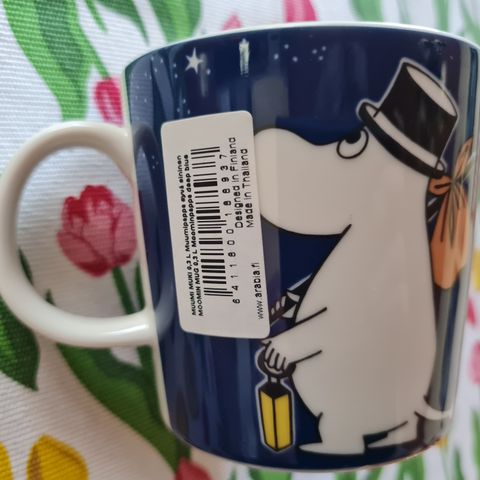 MUUMI MUKI 0,3 L Muumipappa syvä sininen
MOOMIN MUG 0,3 L Moominpappa deep blue
6 411800 188937
Designed in Finland
Made in Thailand
www.arabia.fi